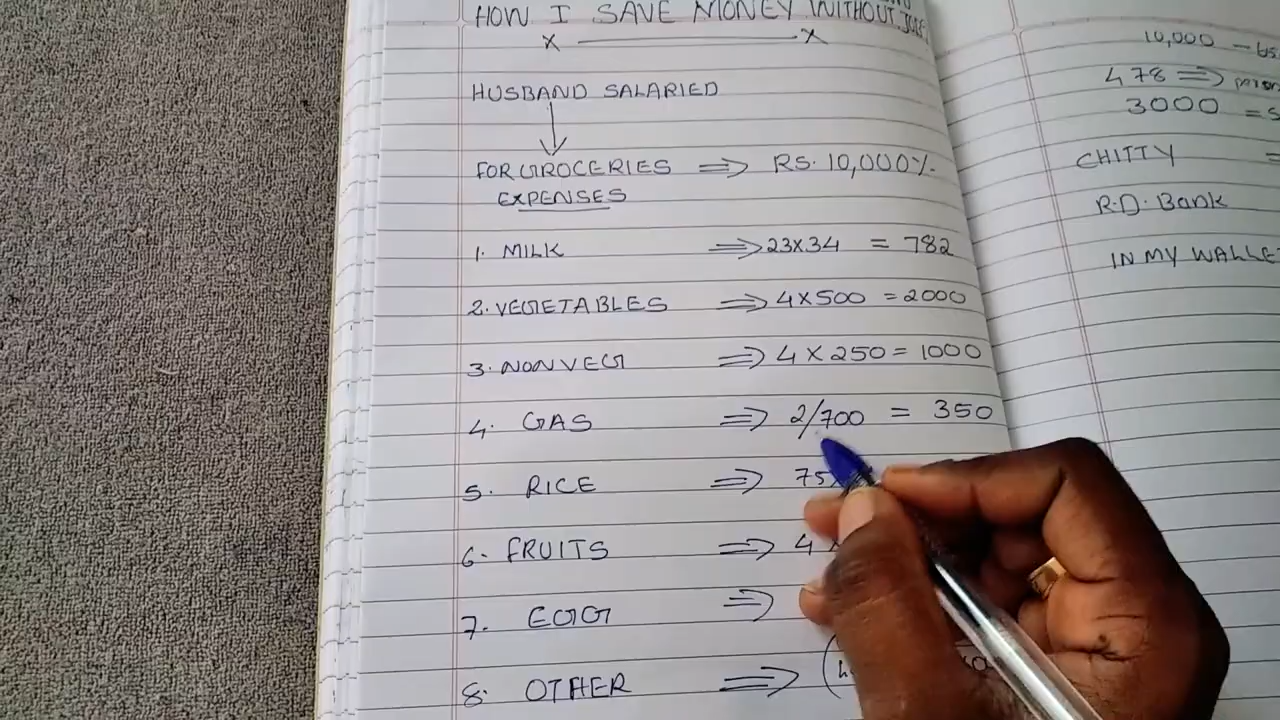 HOW I SAVE MONEY WITHOUT
X ——— X
HUSBAND SALARIED
FOR GROCERIES ⇒ RS. 10,000%.
EXPENSES
1. MILK ⇒ 23X34 = 782
2. VEGETABLES ⇒ 4X500 = 2000
3. NONVEG ⇒ 4 X 250 = 1000
4. GAS ⇒ 2/700 = 350
5. RICE ⇒ 75
6. FRUITS ⇒ 4
7. EGG ⇒
8. OTHER ⇒ (
10,000 –
478 ⇒
3000 =
CHITTY =
R.D. Bank
IN MY